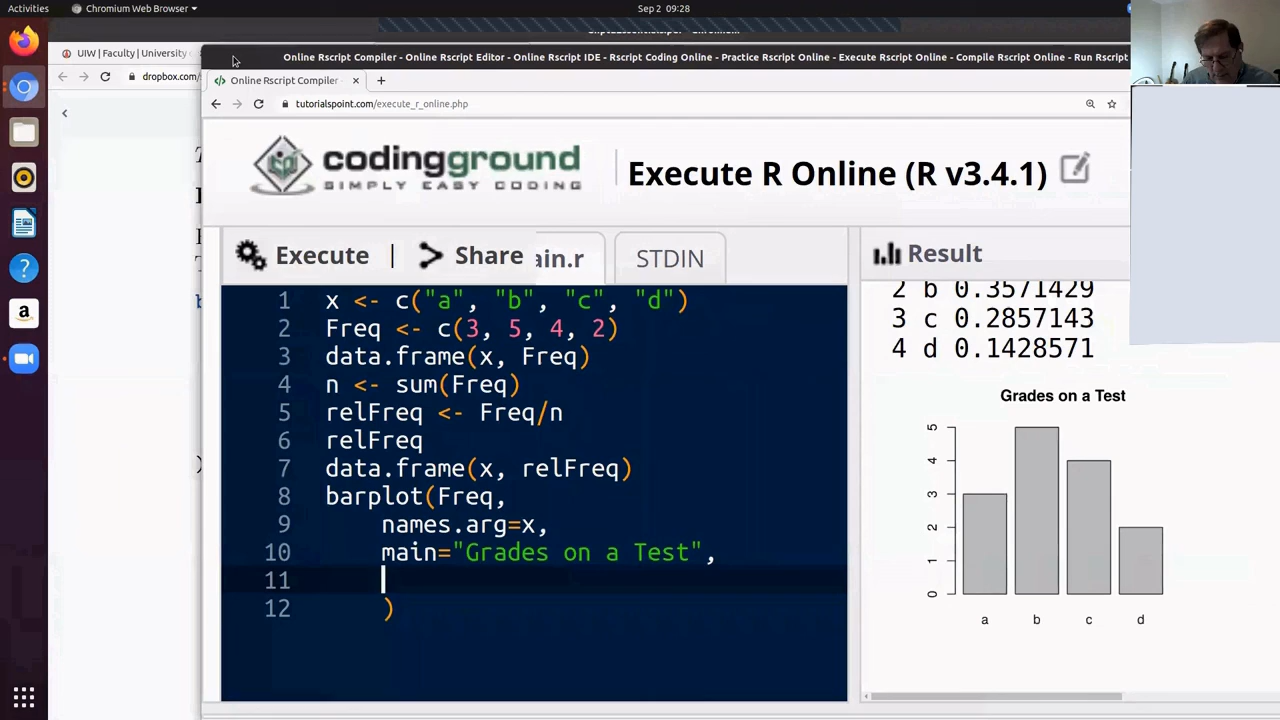 Activities
Chromium Web Browser
Sep 2 09:28
UIW | Faculty | University
dropbox.com/s
Online Rscript Compiler - Online Rscript Editor - Online Rscript IDE - Rscript Coding Online - Practice Rscript Online - Execute Rscript Online - Compile Rscript Online - Run Rscript
Online Rscript Compiler
tutorialspoint.com/execute_r_online.php
codingground
SIMPLY EASY CODING
Execute R Online (R v3.4.1)
Execute | Share
ain.r
STDIN
Result
1 x <- c("a", "b", "c", "d")
2 Freq <- c(3, 5, 4, 2)
3 data.frame(x, Freq)
4 n <- sum(Freq)
5 relFreq <- Freq/n
6 relFreq
7 data.frame(x, relFreq)
8 barplot(Freq,
9 names.arg=x,
10 main="Grades on a Test",
11
12 )
2 b 0.3571429
3 c 0.2857143
4 d 0.1428571
Grades on a Test
5
4
3
2
1
0
a b c d